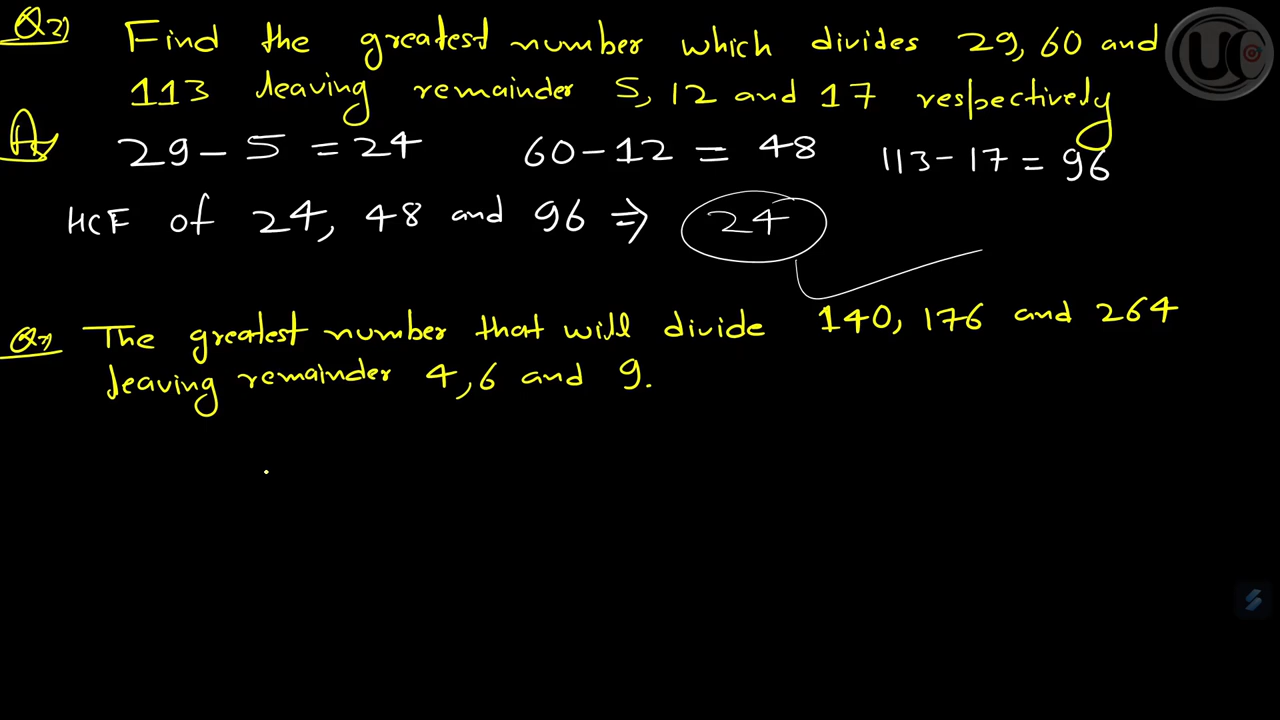 Q2) Find the greatest number which divides 29, 60 and
113 leaving remainder 5, 12 and 17 respectively
A 29 - 5 = 24 60 - 12 = 48 113 - 17 = 96
HCF of 24, 48 and 96 ⇒ 24
Q3) The greatest number that will divide 140, 176 and 264
leaving remainder 4, 6 and 9.
UC